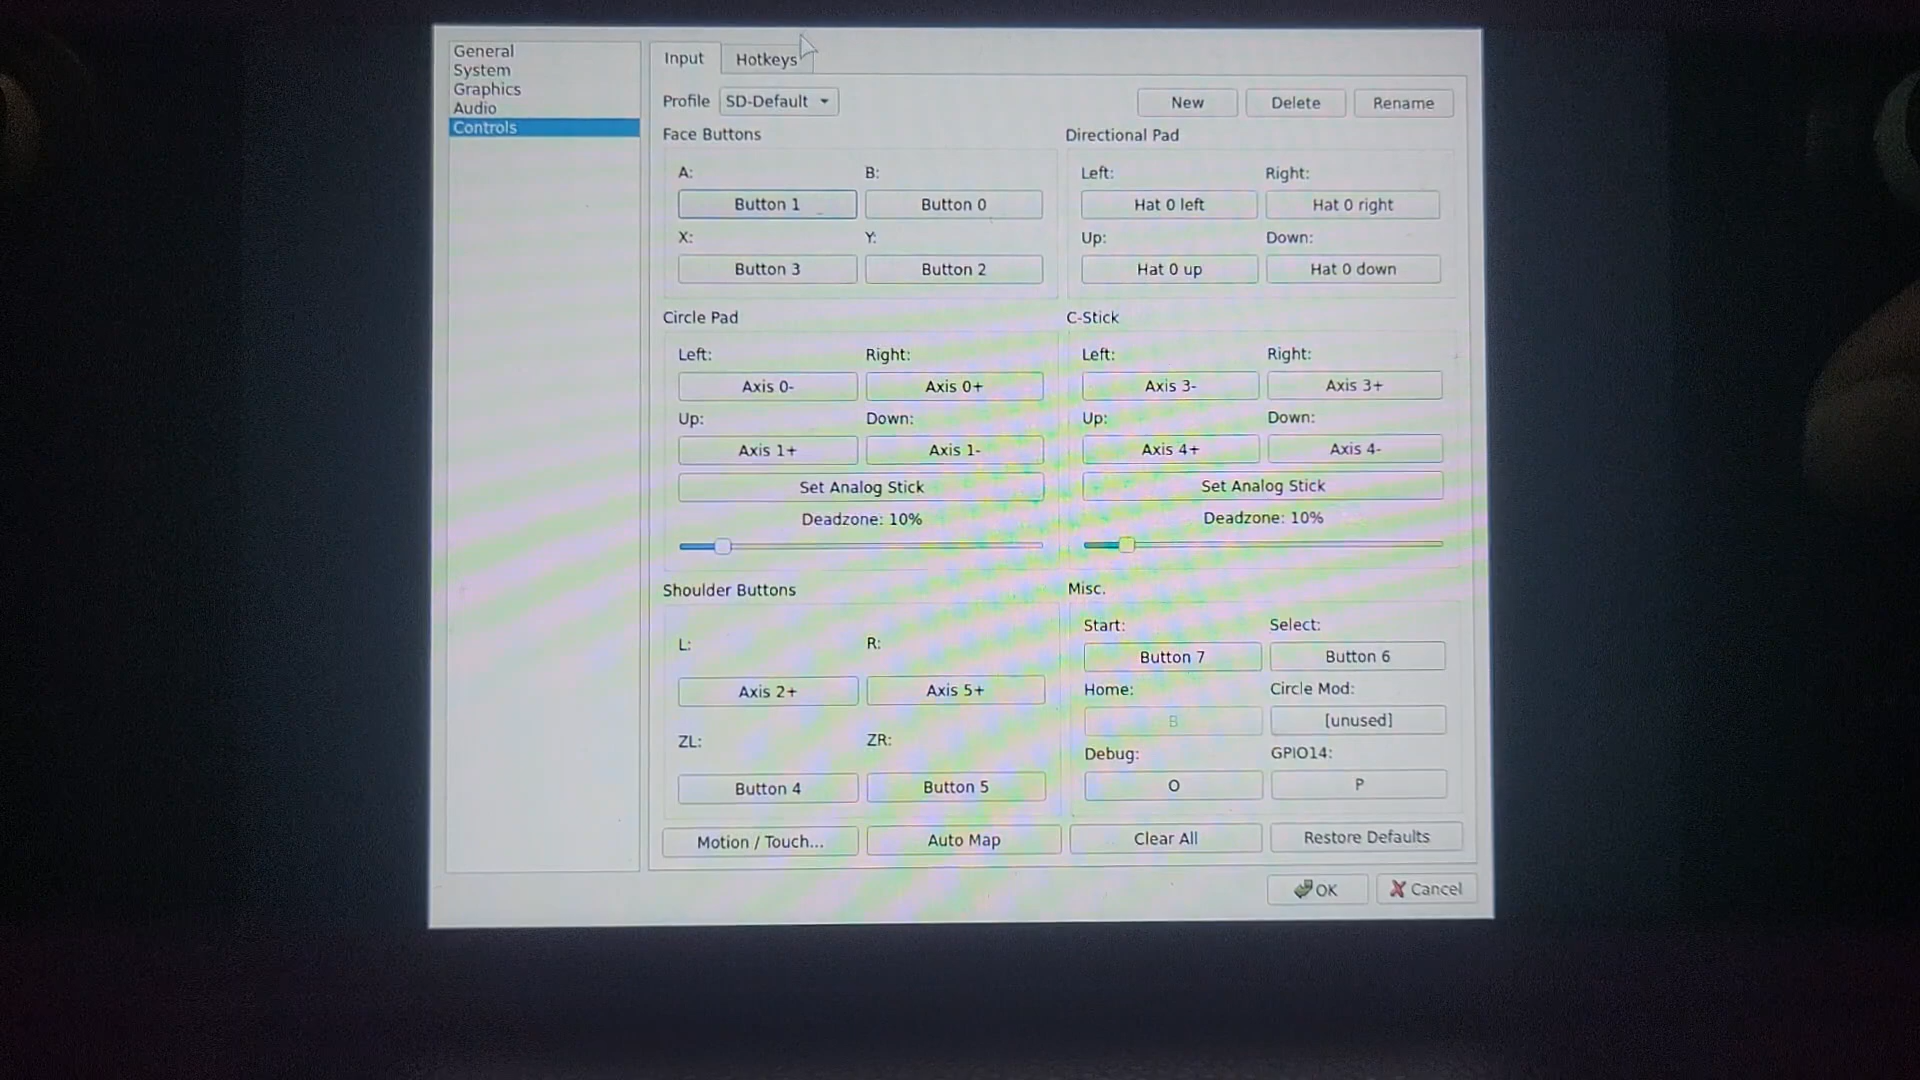 General
System
Graphics
Audio
Controls
Input Hotkeys
Profile SD-Default New Delete Rename
Face Buttons
A: B:
Button 1 Button 0
X: Y:
Button 3 Button 2
Directional Pad
Left: Right:
Hat 0 left Hat 0 right
Up: Down:
Hat 0 up Hat 0 down
Circle Pad
Left: Right:
Axis 0- Axis 0+
Up: Down:
Axis 1+ Axis 1-
Set Analog Stick
Deadzone: 10%
C-Stick
Left: Right:
Axis 3- Axis 3+
Up: Down:
Axis 4+ Axis 4-
Set Analog Stick
Deadzone: 10%
Shoulder Buttons
L: R:
Axis 2+ Axis 5+
ZL: ZR:
Button 4 Button 5
Misc.
Start: Select:
Button 7 Button 6
Home: Circle Mod:
B [unused]
Debug: GPIO14:
O P
Motion / Touch... Auto Map Clear All Restore Defaults
OK Cancel